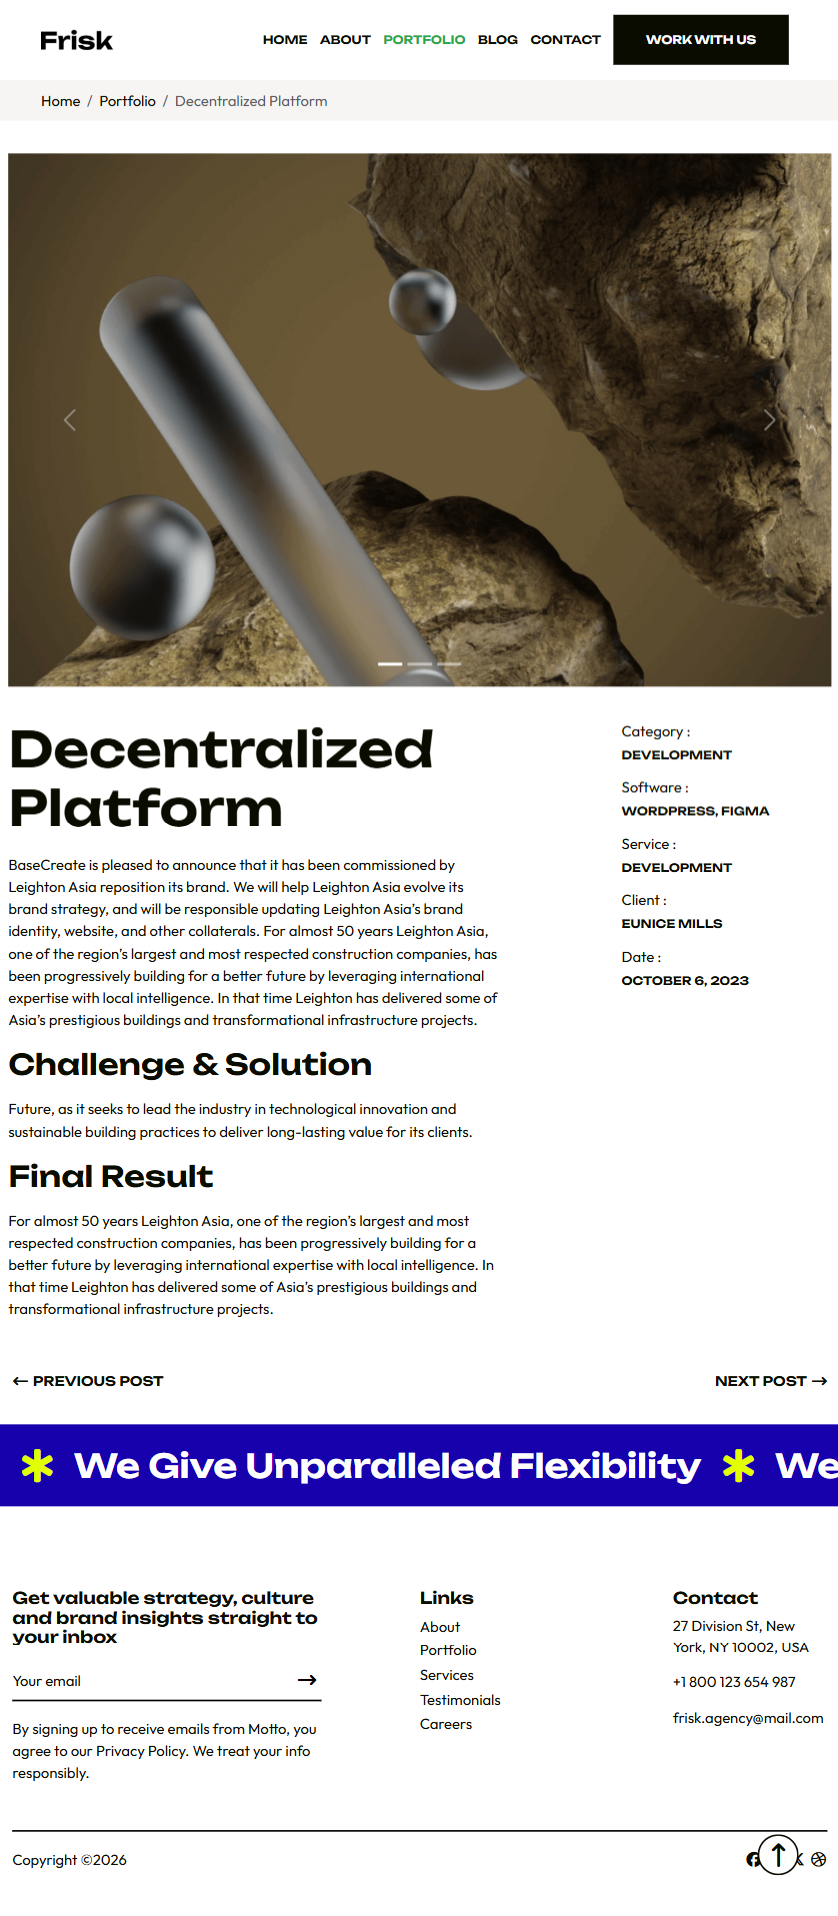 Frisk
HOME ABOUT PORTFOLIO BLOG CONTACT WORK WITH US
Home / Portfolio / Decentralized Platform
Decentralized
Platform
BaseCreate is pleased to announce that it has been commissioned by
Leighton Asia reposition its brand. We will help Leighton Asia evolve its
brand strategy, and will be responsible updating Leighton Asia’s brand
identity, website, and other collaterals. For almost 50 years Leighton Asia,
one of the region’s largest and most respected construction companies, has
been progressively building for a better future by leveraging international
expertise with local intelligence. In that time Leighton has delivered some of
Asia’s prestigious buildings and transformational infrastructure projects.
Challenge & Solution
Future, as it seeks to lead the industry in technological innovation and
sustainable building practices to deliver long-lasting value for its clients.
Final Result
For almost 50 years Leighton Asia, one of the region’s largest and most
respected construction companies, has been progressively building for a
better future by leveraging international expertise with local intelligence. In
that time Leighton has delivered some of Asia’s prestigious buildings and
transformational infrastructure projects.
Category :
DEVELOPMENT
Software :
WORDPRESS, FIGMA
Service :
DEVELOPMENT
Client :
EUNICE MILLS
Date :
OCTOBER 6, 2023
← PREVIOUS POST
NEXT POST →
We Give Unparalleled Flexibility We
Get valuable strategy, culture
and brand insights straight to
your inbox
Your email
By signing up to receive emails from Motto, you
agree to our Privacy Policy. We treat your info
responsibly.
Links
About
Portfolio
Services
Testimonials
Careers
Contact
27 Division St, New
York, NY 10002, USA
+1 800 123 654 987
frisk.agency@mail.com
Copyright ©2026